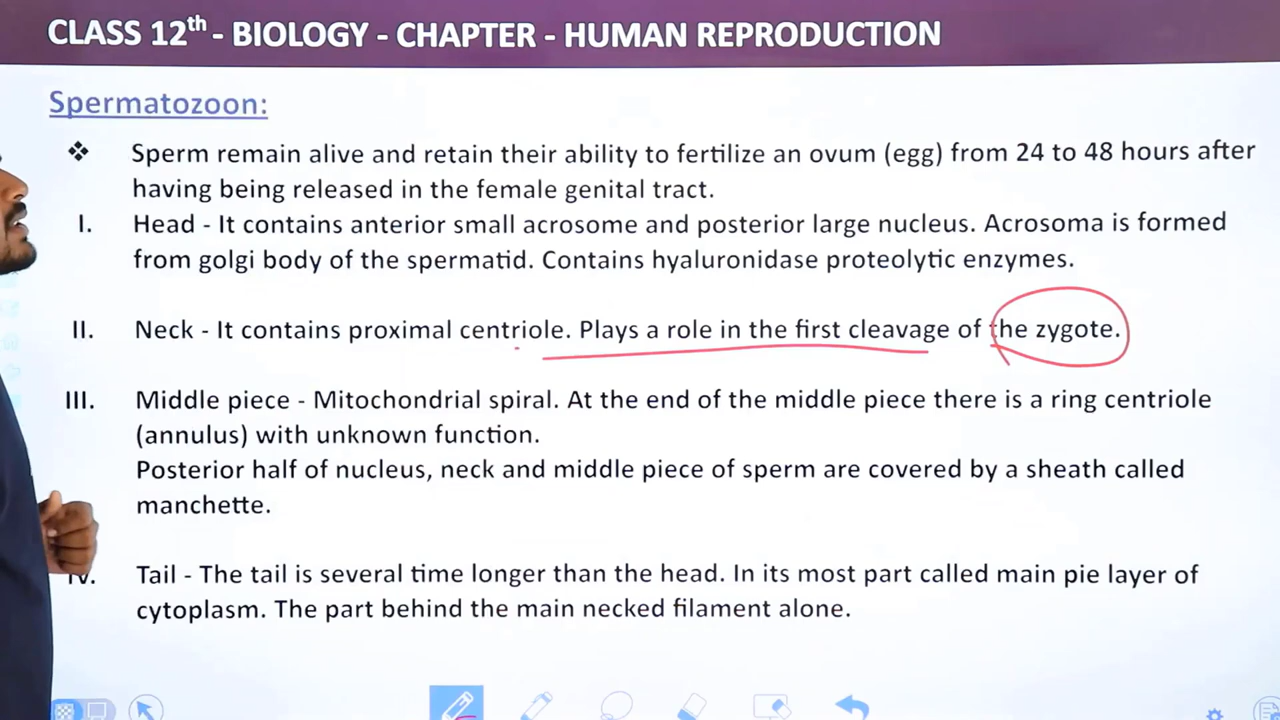 CLASS 12th - BIOLOGY - CHAPTER - HUMAN REPRODUCTION
Spermatozoon:
❖ Sperm remain alive and retain their ability to fertilize an ovum (egg) from 24 to 48 hours after
having being released in the female genital tract.
I. Head - It contains anterior small acrosome and posterior large nucleus. Acrosoma is formed
from golgi body of the spermatid. Contains hyaluronidase proteolytic enzymes.
II. Neck - It contains proximal centriole. Plays a role in the first cleavage of the zygote.
III. Middle piece - Mitochondrial spiral. At the end of the middle piece there is a ring centriole
(annulus) with unknown function.
Posterior half of nucleus, neck and middle piece of sperm are covered by a sheath called
manchette.
IV. Tail - The tail is several time longer than the head. In its most part called main pie layer of
cytoplasm. The part behind the main necked filament alone.